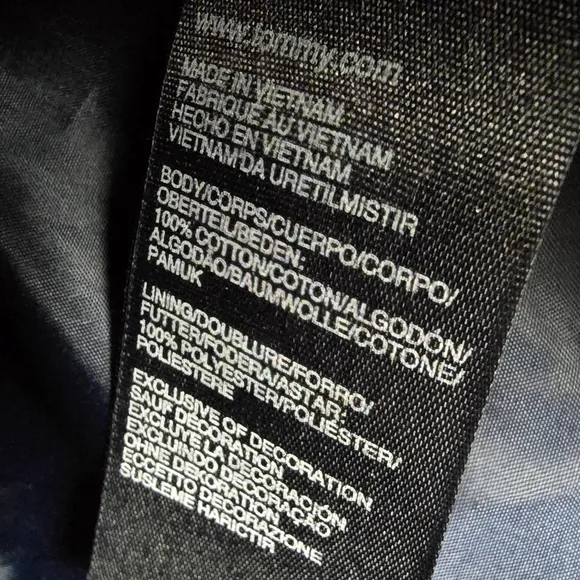 www.tommy.com
MADE IN VIETNAM
FABRIQUE AU VIETNAM
HECHO EN VIETNAM
VIETNAM'DA URETILMISTIR
BODY/CORPS/CUERPO/CORPO/
OBERTEIL/BEDEN:
100% COTTON/COTON/ALGODÓN/
ALGODÃO/BAUMWOLLE/COTONE/
PAMUK
LINING/DOUBLURE/FORRO/
FUTTER/FODERA/ASTAR:
100% POLYESTER/POLIÉSTER/
POLIESTERE
EXCLUSIVE OF DECORATION
SAUF DÉCORATION
EXCLUYE LA DECORACIÓN
EXCLUINDO DECORAÇÃO
OHNE DEKORATION
ECCETTO DECORAZIONE
SUSLEME HARICTIR